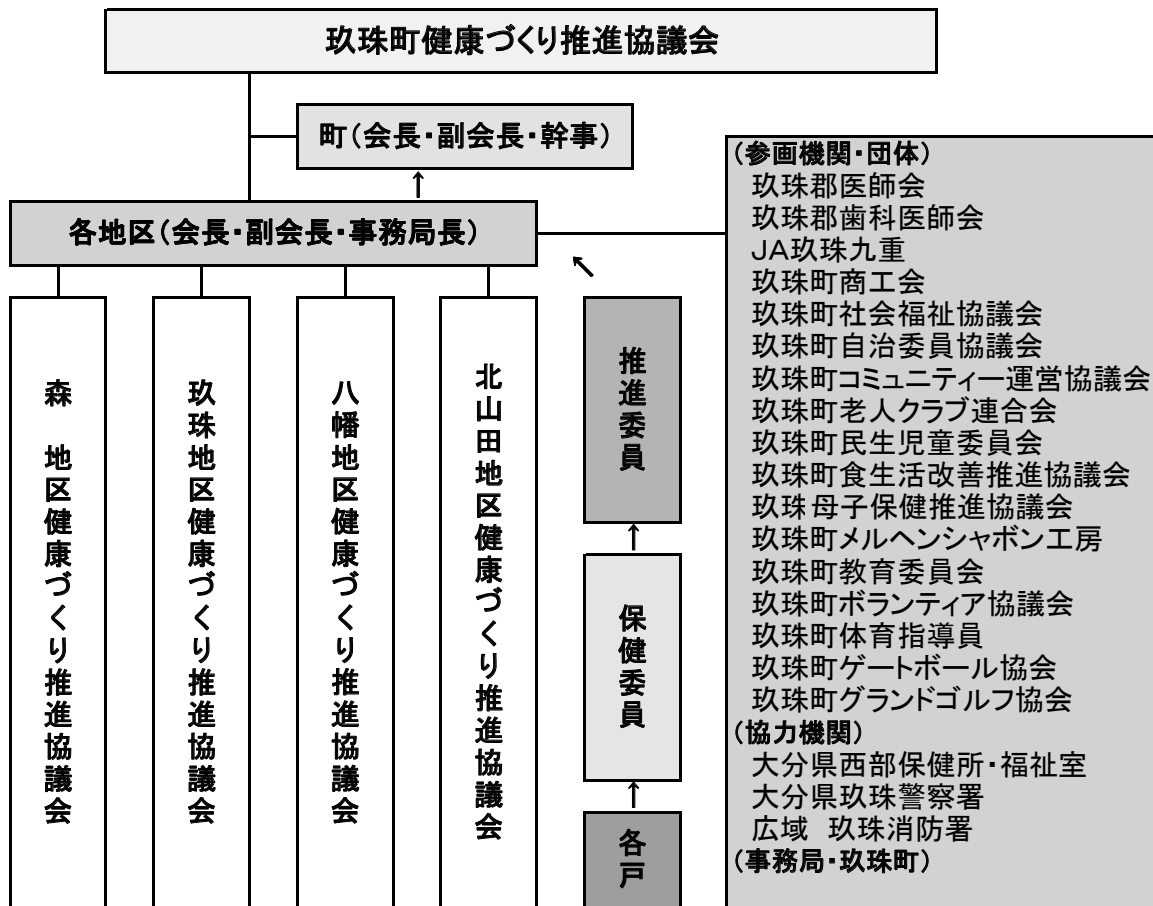 玖珠町健康づくり推進協議会
町（会長・副会長・幹事）
↑
各地区（会長・副会長・事務局長）
↖
森　地区健康づくり推進協議会
玖珠地区健康づくり推進協議会
八幡地区健康づくり推進協議会
北山田地区健康づくり推進協議会
推進委員
↑
保健委員
↑
各戸
（参画機関・団体）
玖珠郡医師会
玖珠郡歯科医師会
JA玖珠九重
玖珠町商工会
玖珠町社会福祉協議会
玖珠町自治委員協議会
玖珠町コミュニティー運営協議会
玖珠町老人クラブ連合会
玖珠町民生児童委員会
玖珠町食生活改善推進協議会
玖珠母子保健推進協議会
玖珠町メルヘンシャボン工房
玖珠町教育委員会
玖珠町ボランティア協議会
玖珠町体育指導員
玖珠町ゲートボール協会
玖珠町グランドゴルフ協会
（協力機関）
大分県西部保健所・福祉室
大分県玖珠警察署
広域　玖珠消防署
（事務局・玖珠町）